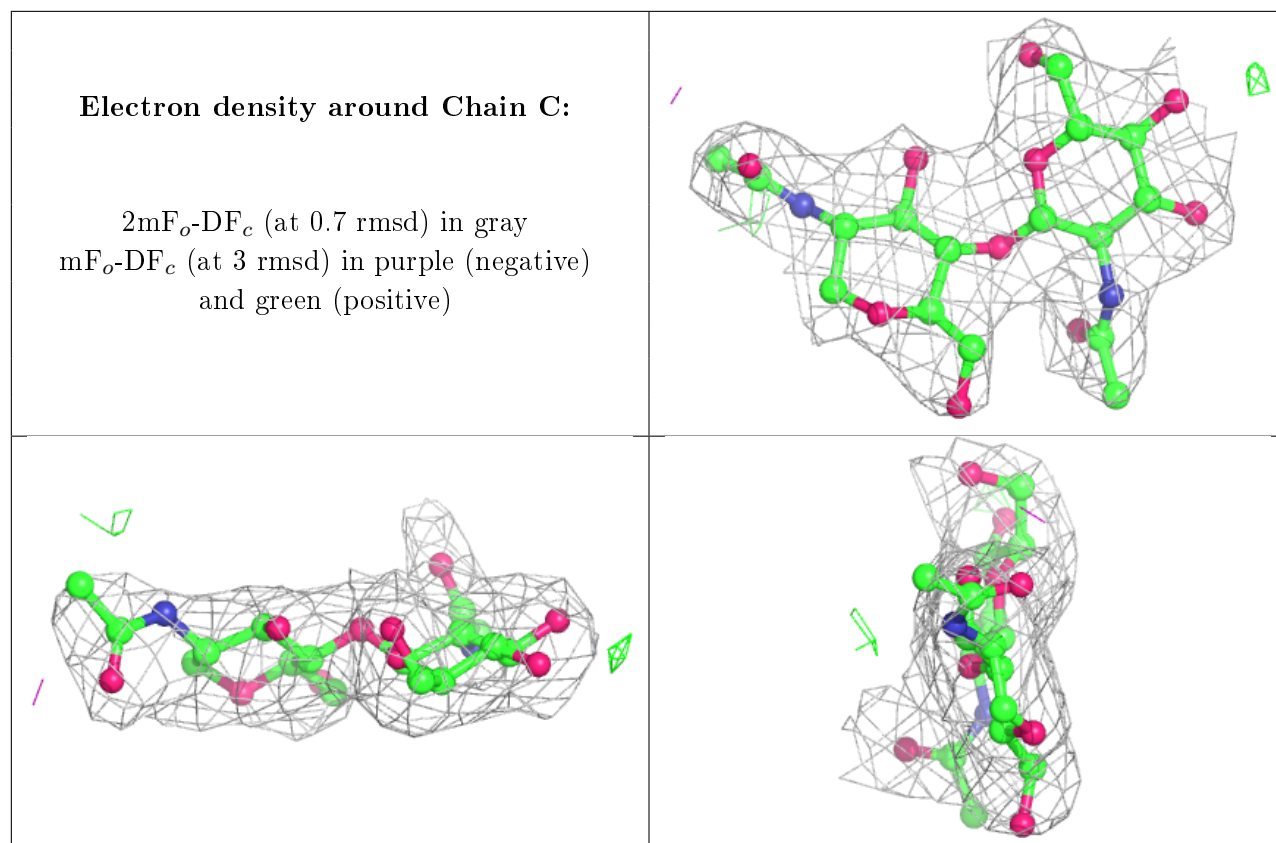 Electron density around Chain C:
2mFₒ-DF𝒸 (at 0.7 rmsd) in gray
mFₒ-DF𝒸 (at 3 rmsd) in purple (negative)
and green (positive)